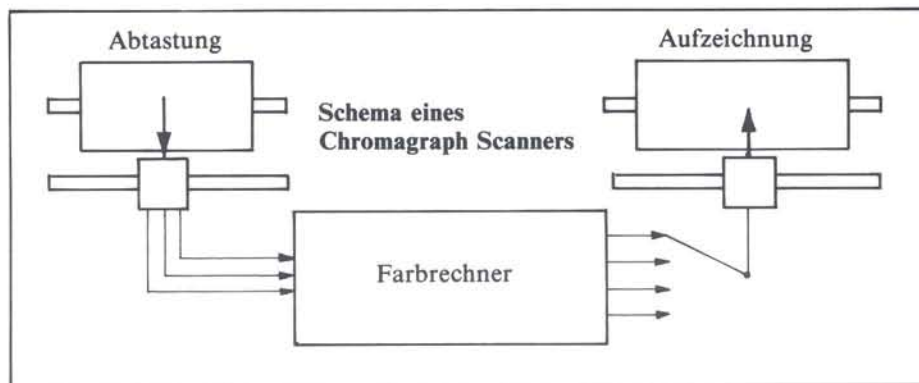 Abtastung
Aufzeichnung
Schema eines
Chromagraph Scanners
Farbrechner